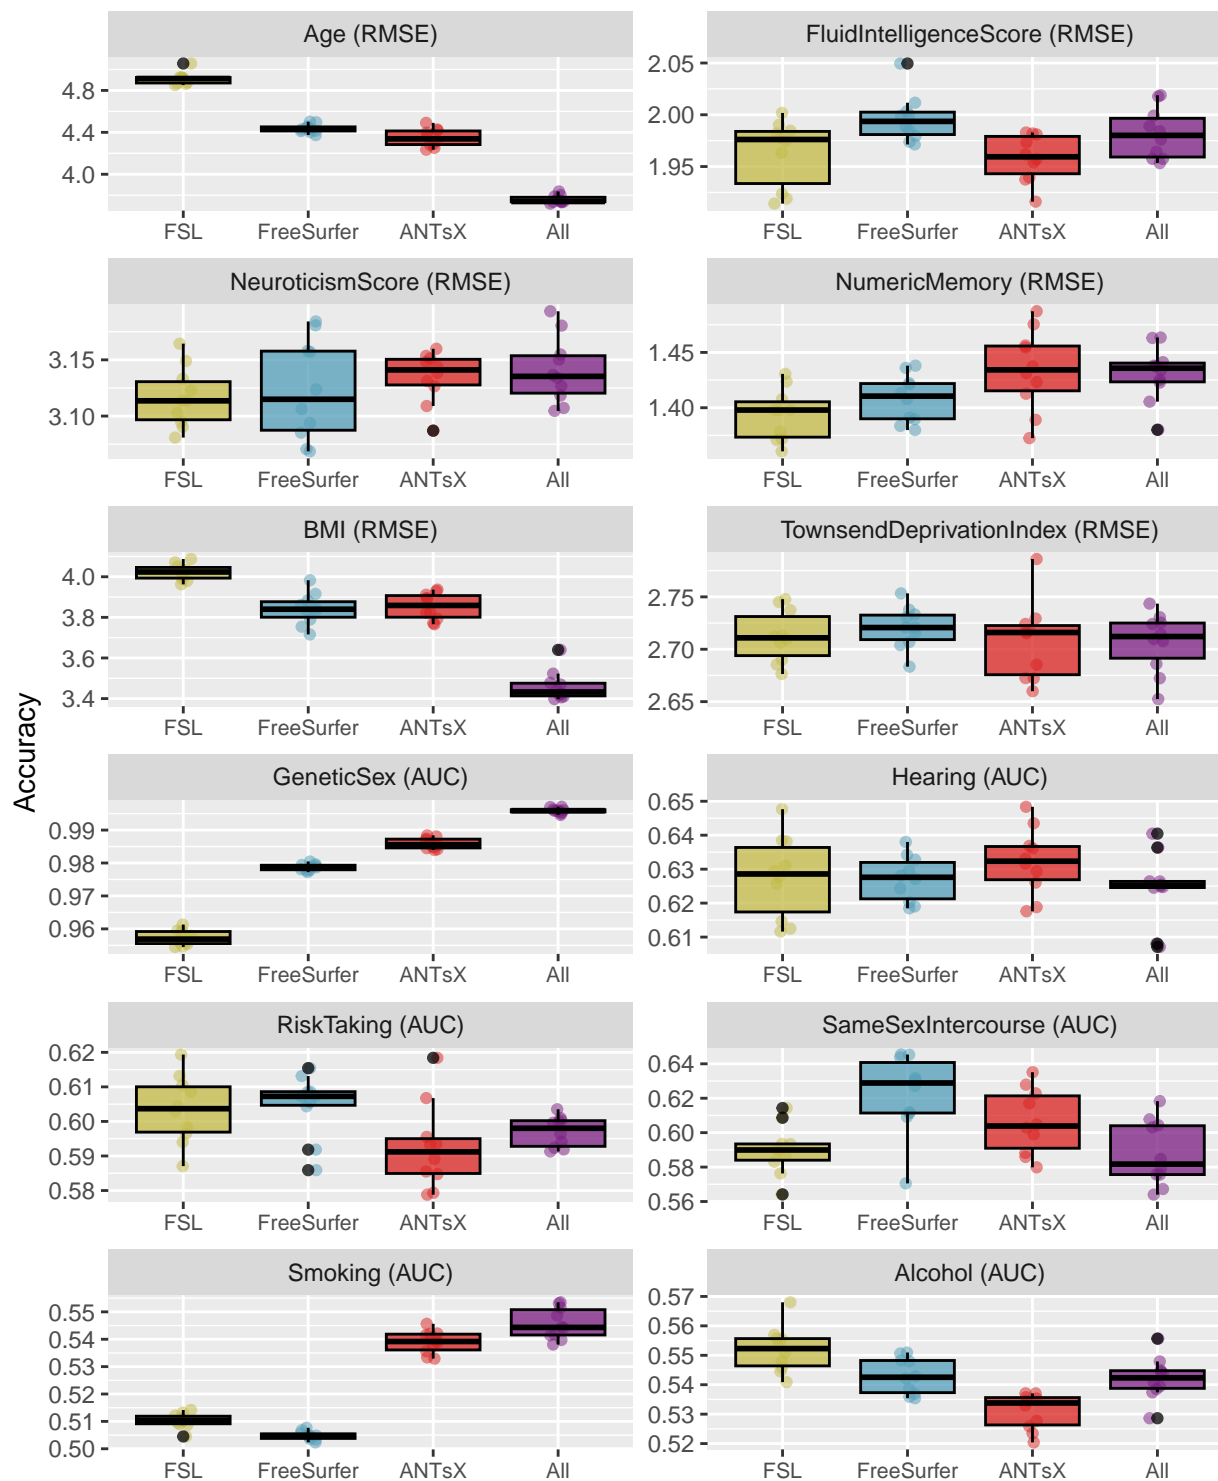 Accuracy
Age (RMSE)
4.8
4.4
4.0
FSL FreeSurfer ANTsX All
FluidIntelligenceScore (RMSE)
2.05
2.00
1.95
FSL FreeSurfer ANTsX All
NeuroticismScore (RMSE)
3.15
3.10
FSL FreeSurfer ANTsX All
NumericMemory (RMSE)
1.45
1.40
FSL FreeSurfer ANTsX All
BMI (RMSE)
4.0
3.8
3.6
3.4
FSL FreeSurfer ANTsX All
TownsendDeprivationIndex (RMSE)
2.75
2.70
2.65
FSL FreeSurfer ANTsX All
GeneticSex (AUC)
0.99
0.98
0.97
0.96
FSL FreeSurfer ANTsX All
Hearing (AUC)
0.65
0.64
0.63
0.62
0.61
FSL FreeSurfer ANTsX All
RiskTaking (AUC)
0.62
0.61
0.60
0.59
0.58
FSL FreeSurfer ANTsX All
SameSexIntercourse (AUC)
0.64
0.62
0.60
0.58
0.56
FSL FreeSurfer ANTsX All
Smoking (AUC)
0.55
0.54
0.53
0.52
0.51
0.50
FSL FreeSurfer ANTsX All
Alcohol (AUC)
0.57
0.56
0.55
0.54
0.53
0.52
FSL FreeSurfer ANTsX All